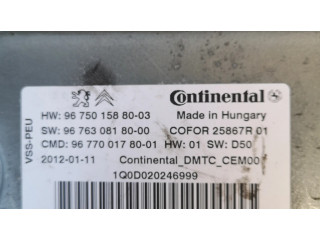 Continental
HW: 96 750 158 80-03 Made in Hungary
SW: 96 763 081 80-00 COFOR 25867R 01
CMD: 96 770 017 80-01 HW: 01 SW: D50
2012-01-11 Continental_DMTC_CEM00
1Q0D020246999
VSS-PEU